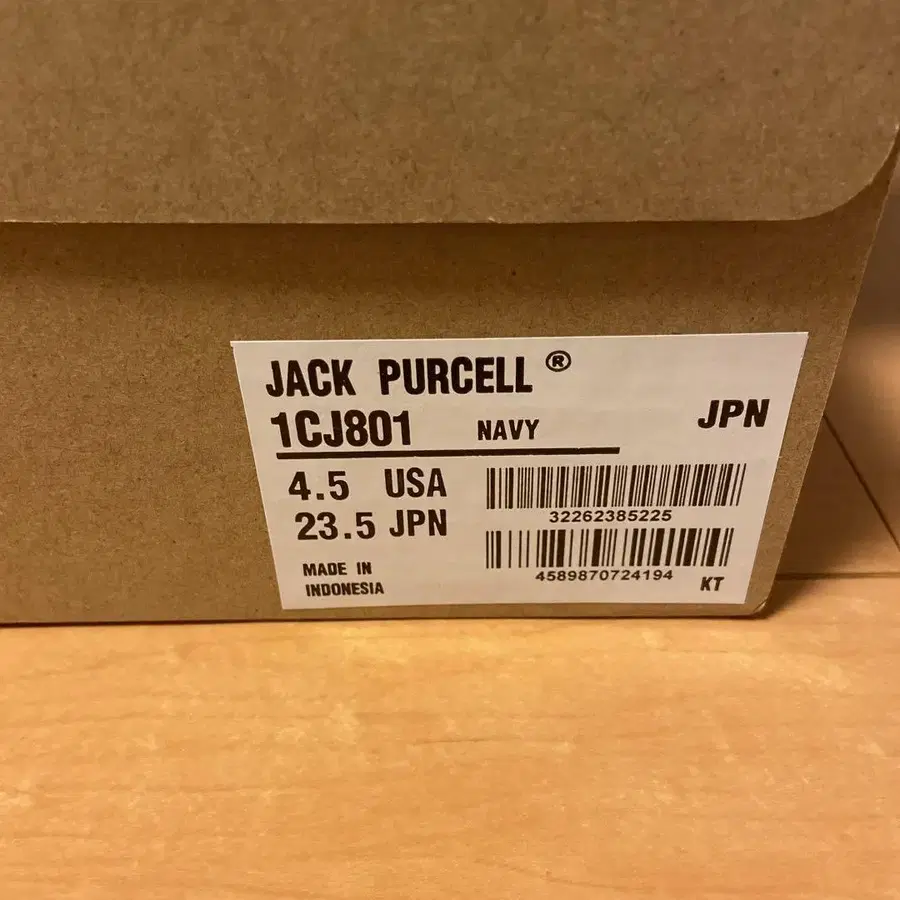 JACK PURCELL ®
1CJ801 NAVY JPN
4.5 USA
23.5 JPN
32262385225
4589870724194
MADE IN
INDONESIA
KT